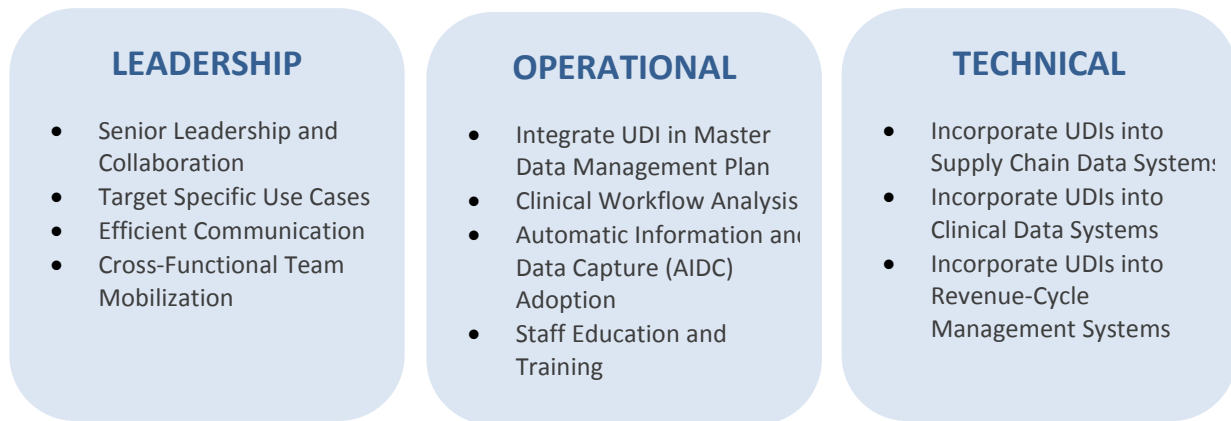 LEADERSHIP
• Senior Leadership and
Collaboration
• Target Specific Use Cases
• Efficient Communication
• Cross-Functional Team
Mobilization
OPERATIONAL
• Integrate UDI in Master
Data Management Plan
• Clinical Workflow Analysis
• Automatic Information and
Data Capture (AIDC)
Adoption
• Staff Education and
Training
TECHNICAL
• Incorporate UDIs into
Supply Chain Data Systems
• Incorporate UDIs into
Clinical Data Systems
• Incorporate UDIs into
Revenue-Cycle
Management Systems